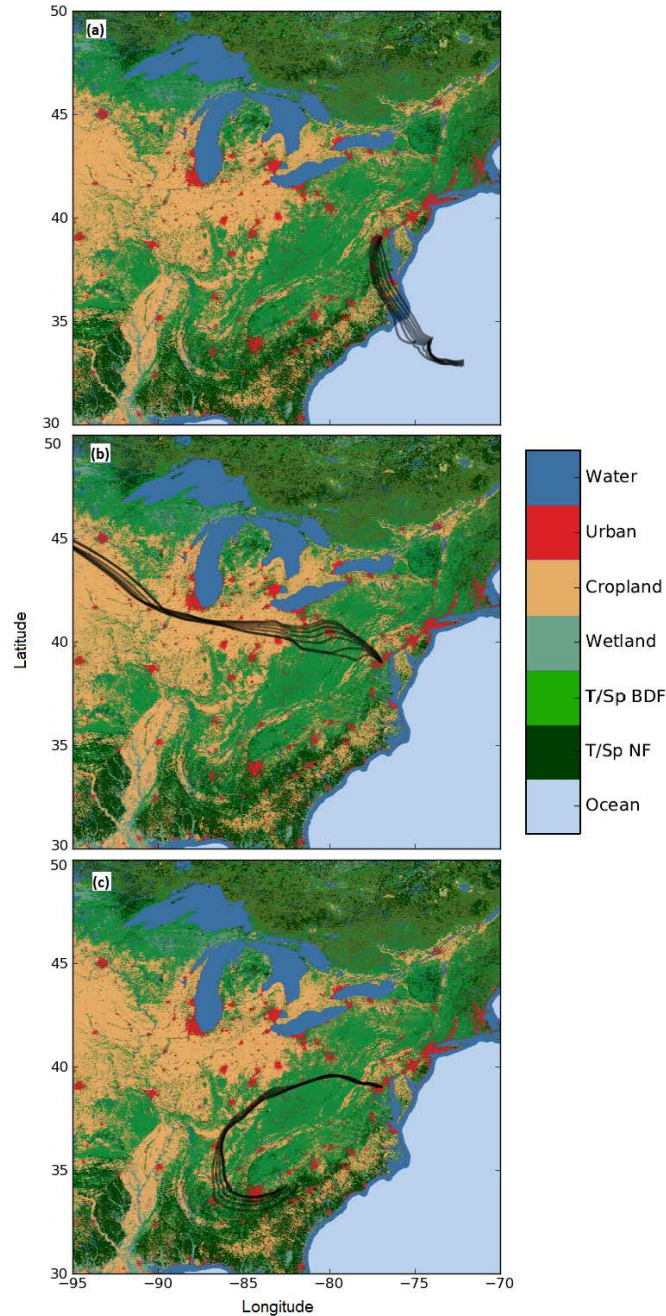 50
(a)
45
40
35
30
50
(b)
45
40
35
30
Latitude
Water
Urban
Cropland
Wetland
T/Sp BDF
T/Sp NF
Ocean
50
(c)
45
40
35
30
−95
−90
−85
−80
−75
−70
Longitude